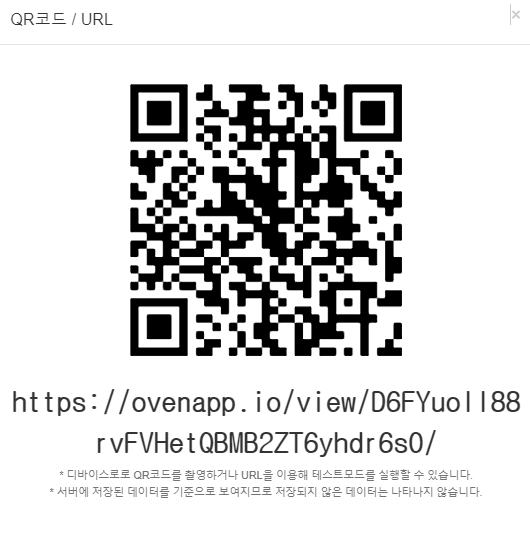 QR코드 / URL
https://ovenapp.io/view/D6FYuoIl88
rvFVHetQBMB2ZT6yhdr6sO/
* 디바이스로로 QR코드를 촬영하거나 URL을 이용해 테스트모드를 실행할 수 있습니다.
* 서버에 저장된 데이터를 기준으로 보여지므로 저장되지 않은 데이터는 나타나지 않습니다.